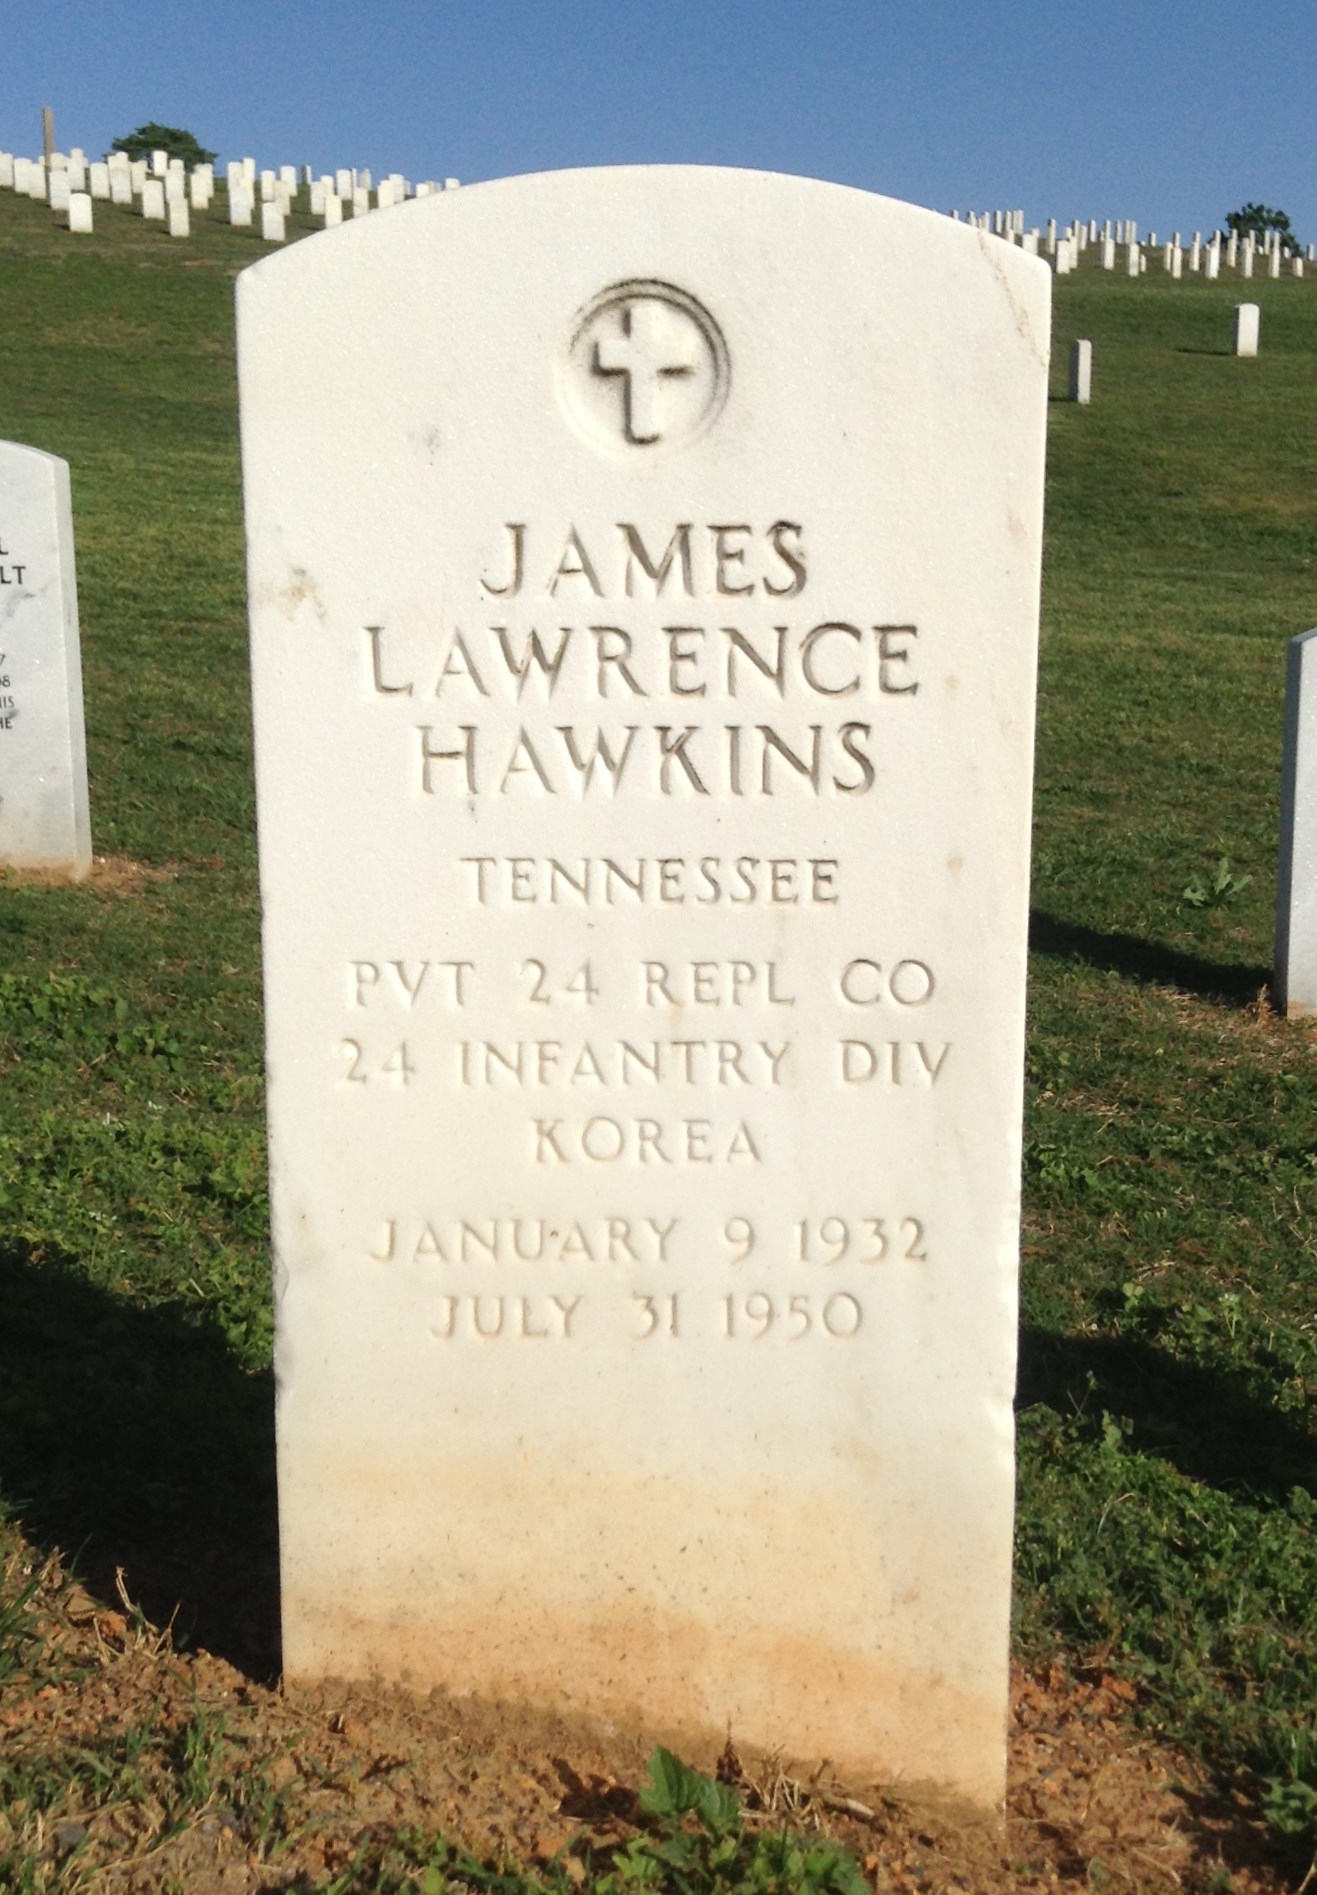 JAMES
LAWRENCE
HAWKINS
TENNESSEE
PVT 24 REPL CO
24 INFANTRY DIV
KOREA
JANUARY 9 1932
JULY 31 1950